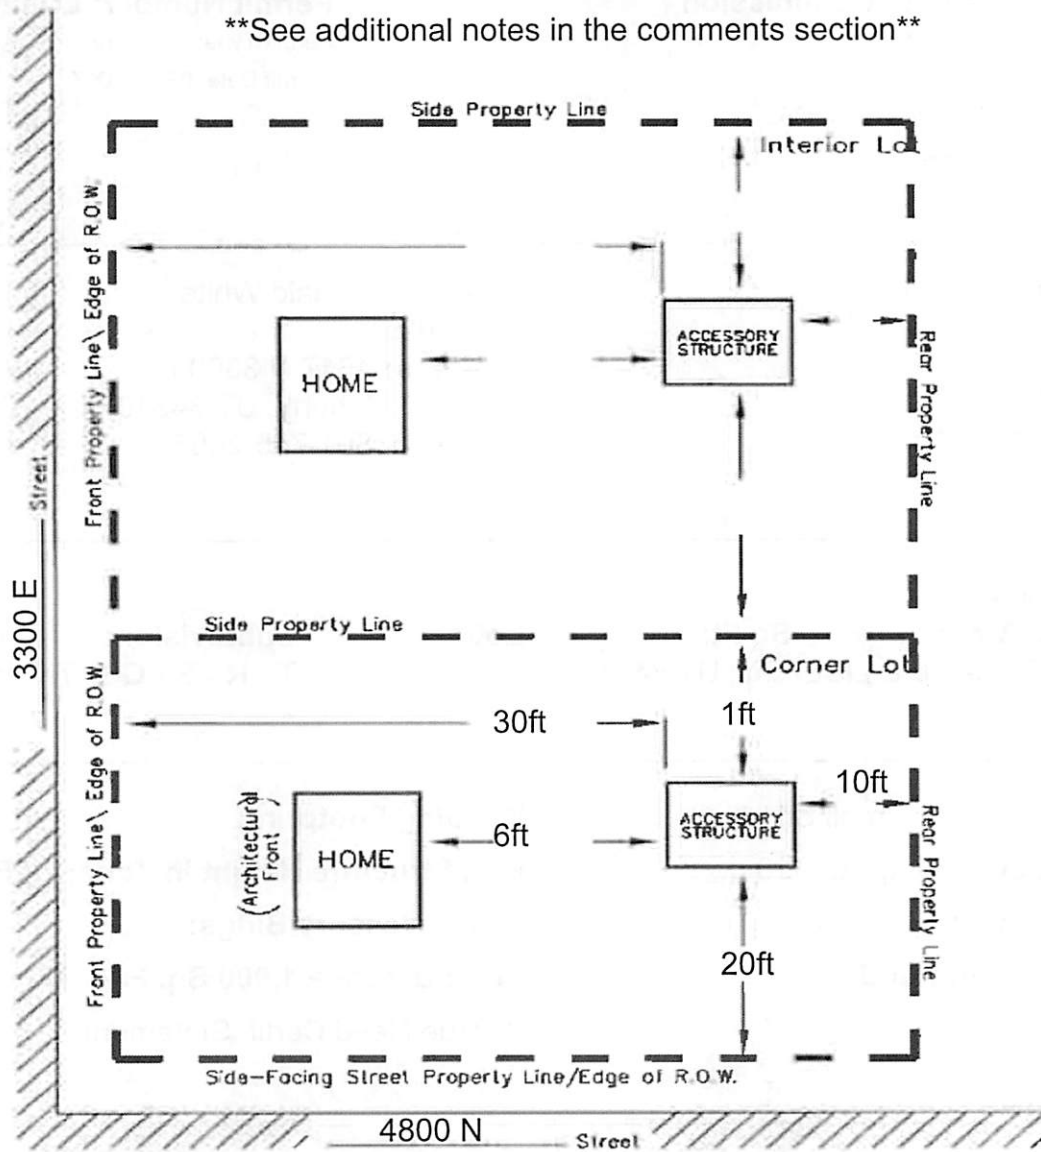 **See additional notes in the comments section**
Side Property Line
Interior Lot
Front Property Line\ Edge of R.O.W.
ACCESSORY
STRUCTURE
HOME
Rear Property Line
Street
3300 E
Side Property Line
Corner Lot
Front Property Line\ Edge of R.O.W.
30ft
1ft
10ft
(Architectural
Front)
HOME
6ft
ACCESSORY
STRUCTURE
Rear Property Line
20ft
Side-Facing Street Property Line/Edge of R.O.W.
4800 N
Street